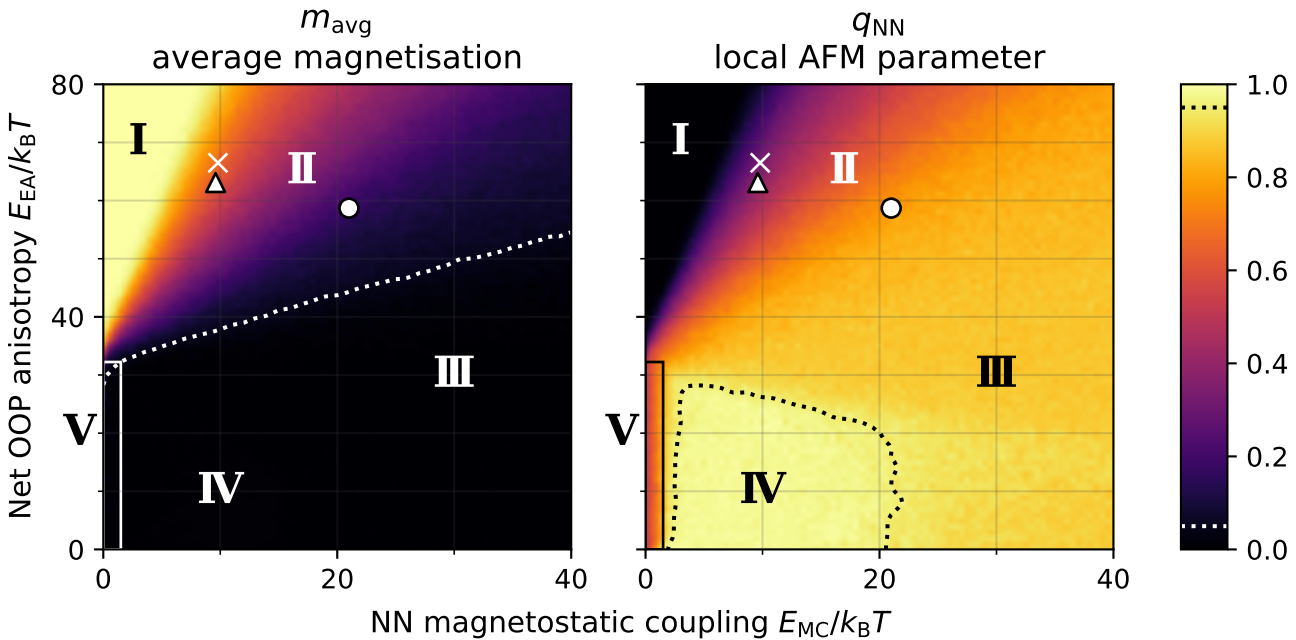 m_avg
average magnetisation
q_NN
local AFM parameter
Net OOP anisotropy E_EA/k_BT
80
40
0
I
II
III
IV
V
0
20
40
I
II
III
IV
V
0
20
40
1.0
0.8
0.6
0.4
0.2
0.0
NN magnetostatic coupling E_MC/k_BT